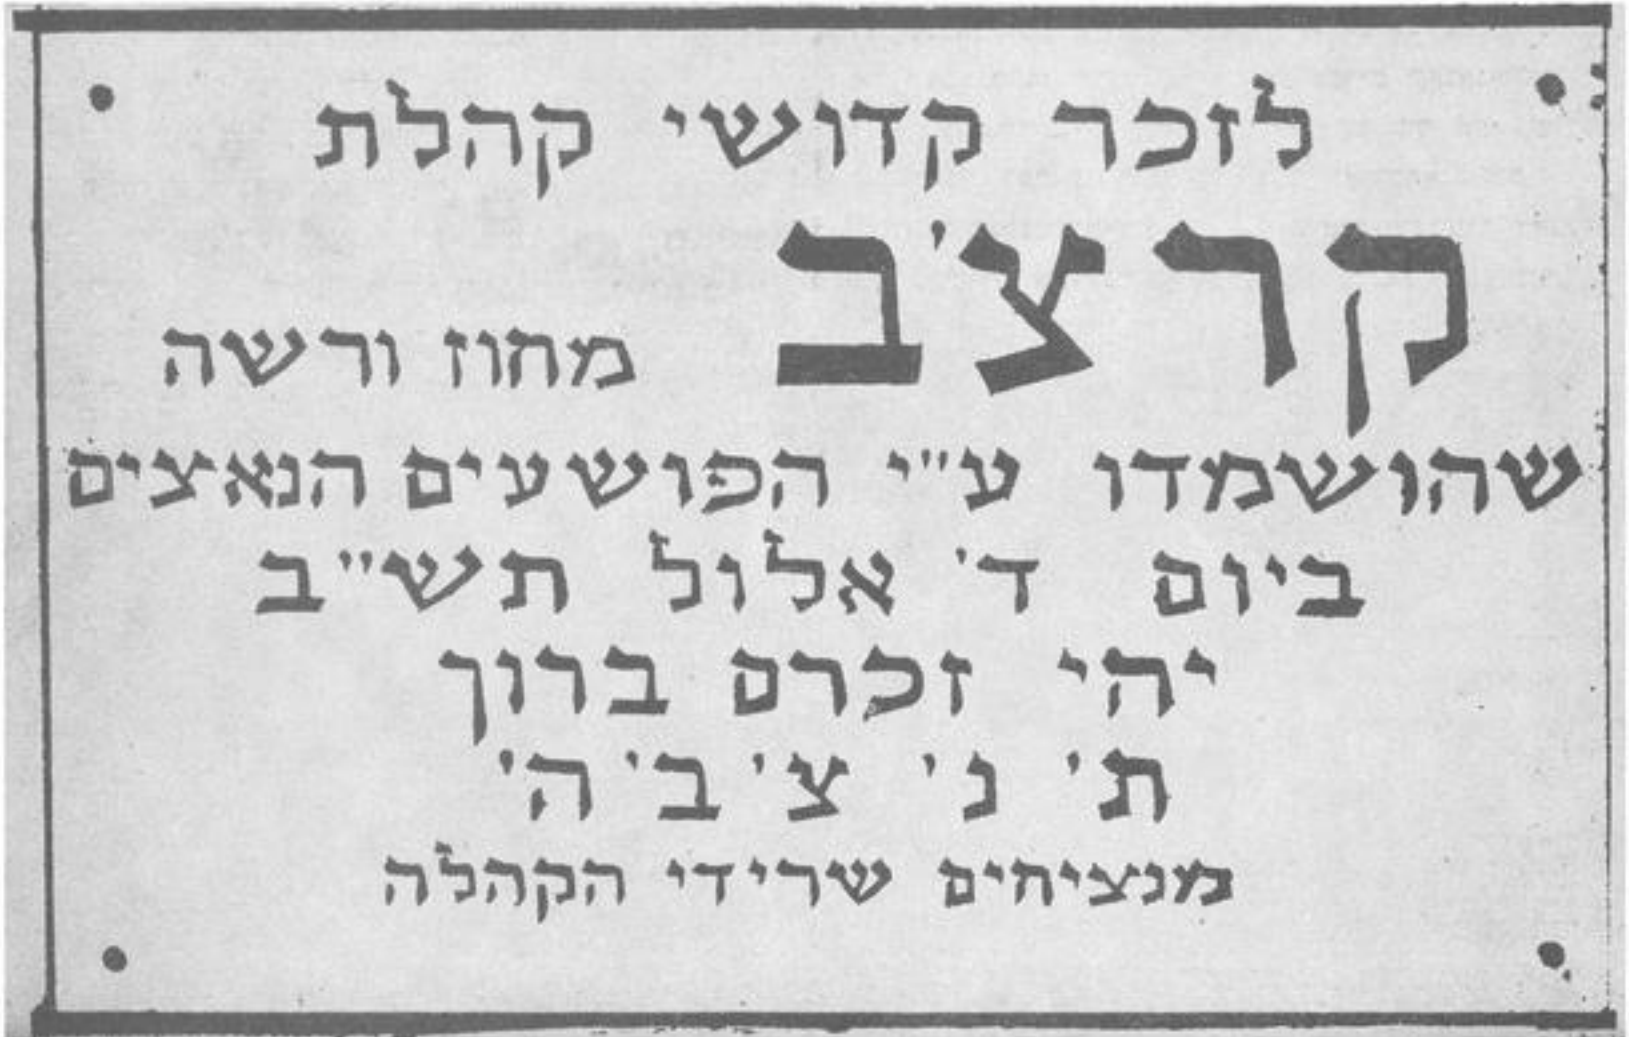 לזכר קדושי קהלת
קרצ'ב מחוז ורשה
שהושמדו ע"י הפושעים הנאצים
ביום ד' אלול תש"ב
יהי זכרם ברוך
ת' נ' צ' ב' ה'
מנציחים שרידי הקהלה